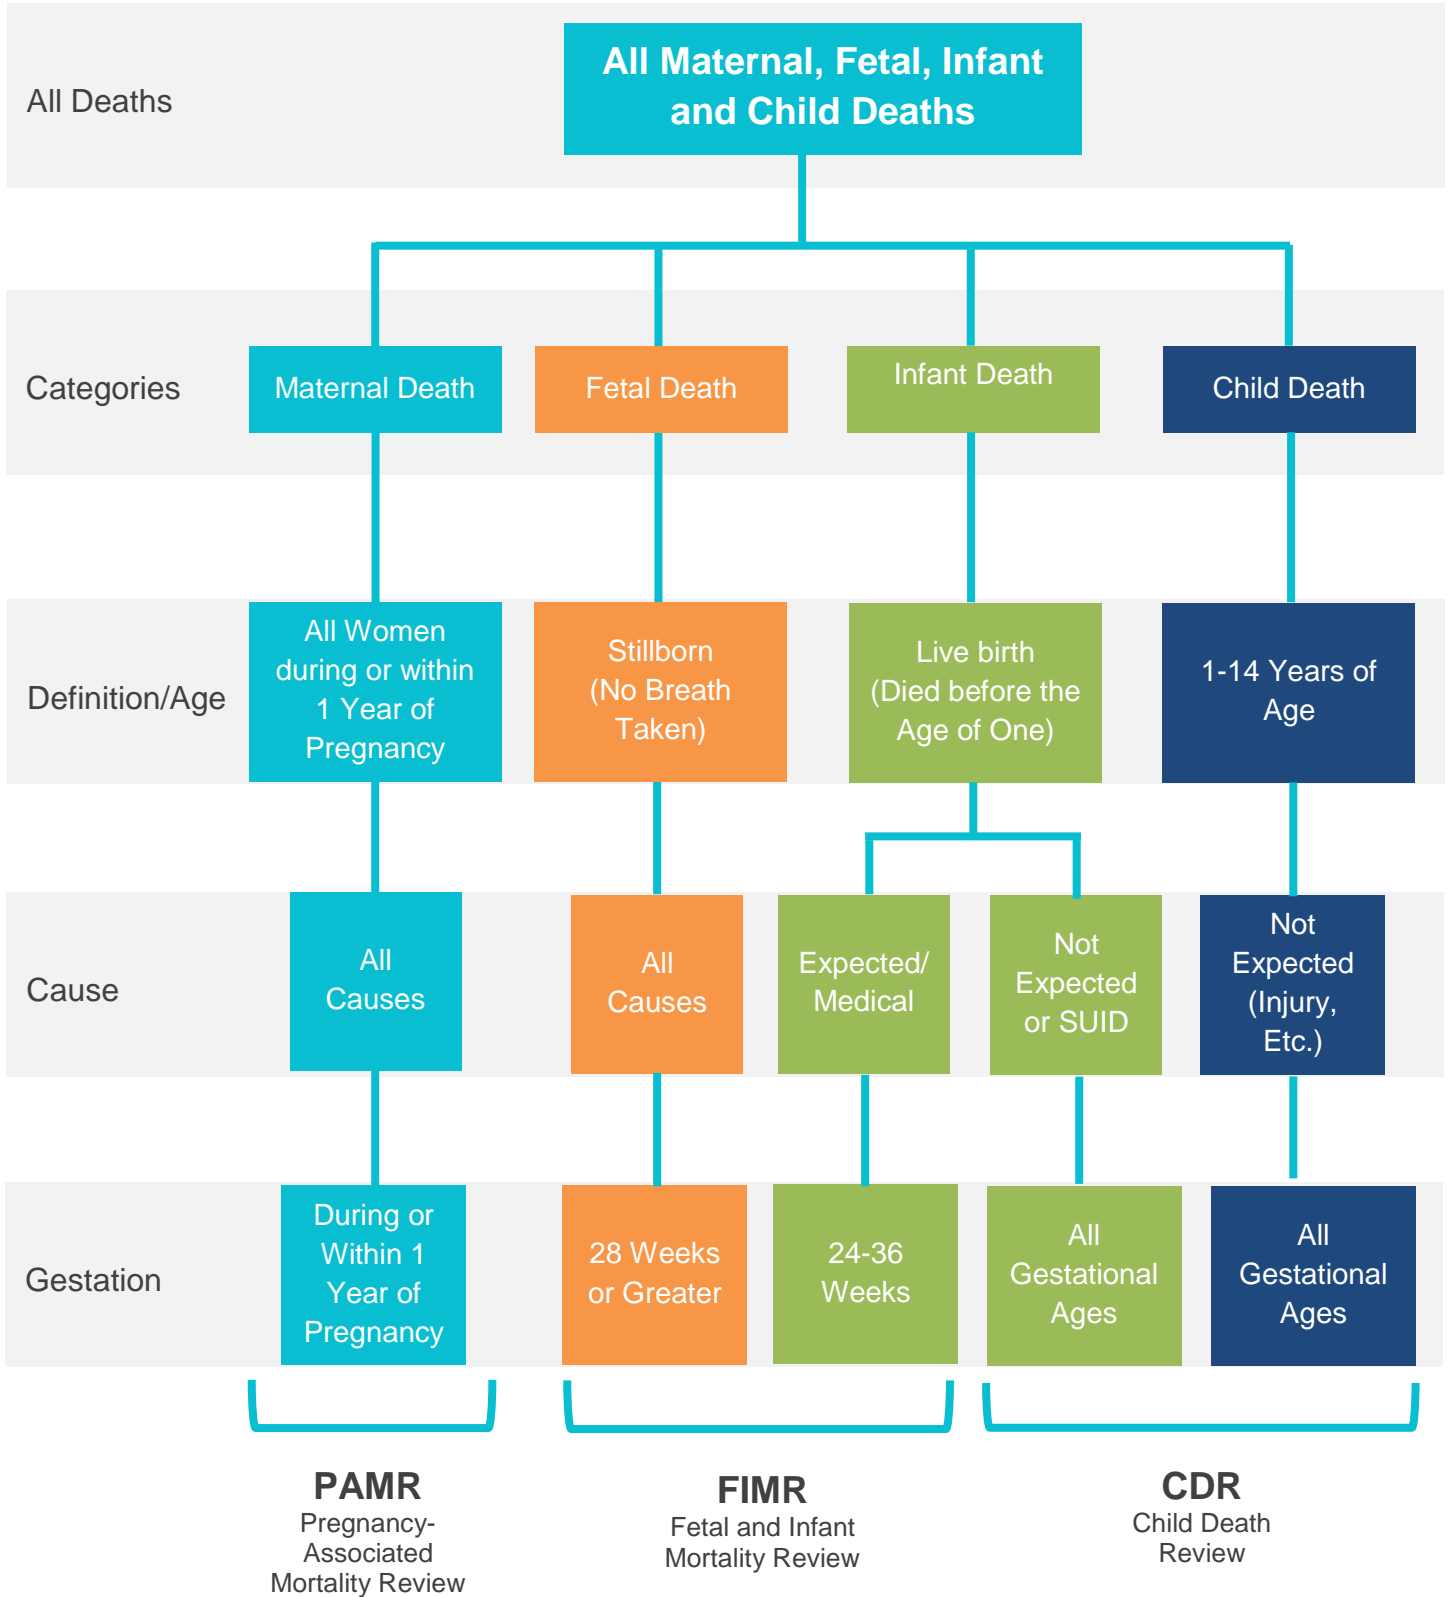 All Maternal, Fetal, Infant
and Child Deaths
All Deaths
Categories
Maternal Death
Fetal Death
Infant Death
Child Death
Definition/Age
All Women
during or within
1 Year of
Pregnancy
Stillborn
(No Breath
Taken)
Live birth
(Died before the
Age of One)
1-14 Years of
Age
Cause
All
Causes
All
Causes
Expected/
Medical
Not
Expected
or SUID
Not
Expected
(Injury,
Etc.)
Gestation
During or
Within 1
Year of
Pregnancy
28 Weeks
or Greater
24-36
Weeks
All
Gestational
Ages
All
Gestational
Ages
PAMR
Pregnancy-
Associated
Mortality Review
FIMR
Fetal and Infant
Mortality Review
CDR
Child Death
Review